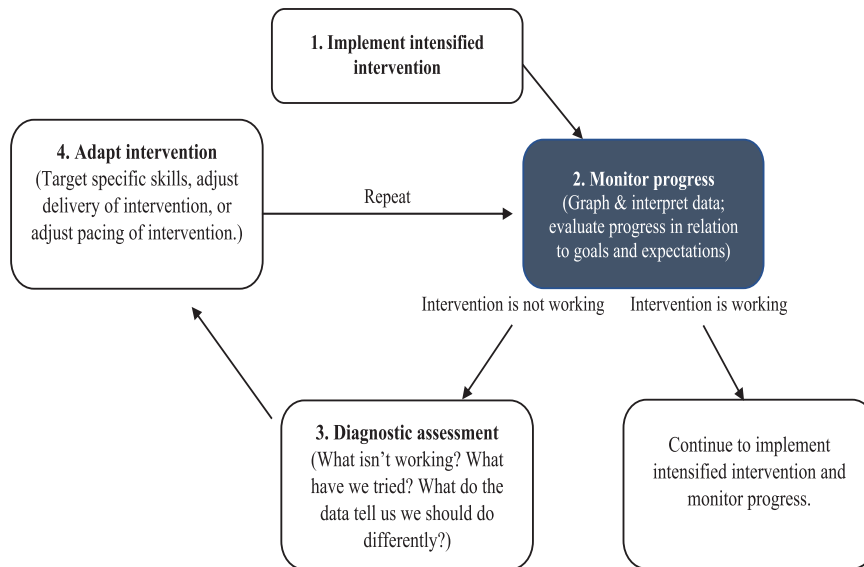 1. Implement intensified
intervention
4. Adapt intervention
(Target specific skills, adjust
delivery of intervention, or
adjust pacing of intervention.)
Repeat
2. Monitor progress
(Graph & interpret data;
evaluate progress in relation
to goals and expectations)
Intervention is not working
Intervention is working
3. Diagnostic assessment
(What isn’t working? What
have we tried? What do the
data tell us we should do
differently?)
Continue to implement
intensified intervention and
monitor progress.